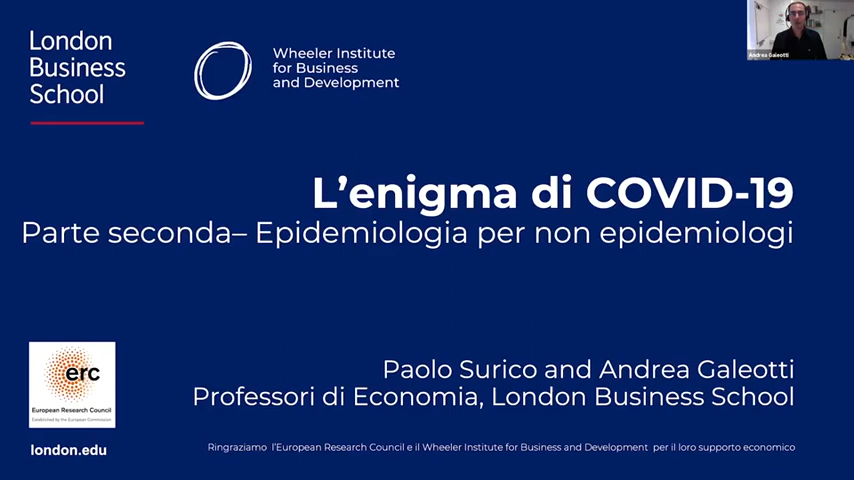 London
Business
School
Wheeler Institute
for Business
and Development
Andrea Galeotti
L'enigma di COVID-19
Parte seconda– Epidemiologia per non epidemiologi
erc
European Research Council
Established by the European Commission
Paolo Surico and Andrea Galeotti
Professori di Economia, London Business School
london.edu
Ringraziamo l'European Research Council e il Wheeler Institute for Business and Development per il loro supporto economico